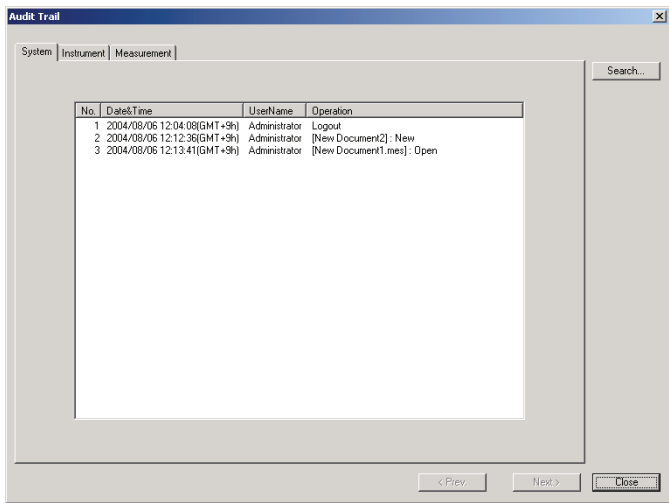 Audit Trail
System Instrument Measurement
Search...
No. Date&Time UserName Operation
1 2004/08/06 12:04:08(GMT+9h) Administrator Logout
2 2004/08/06 12:12:36(GMT+9h) Administrator [New Document2] : New
3 2004/08/06 12:13:41(GMT+9h) Administrator [New Document1.mes] : Open
< Prev. Next > Close